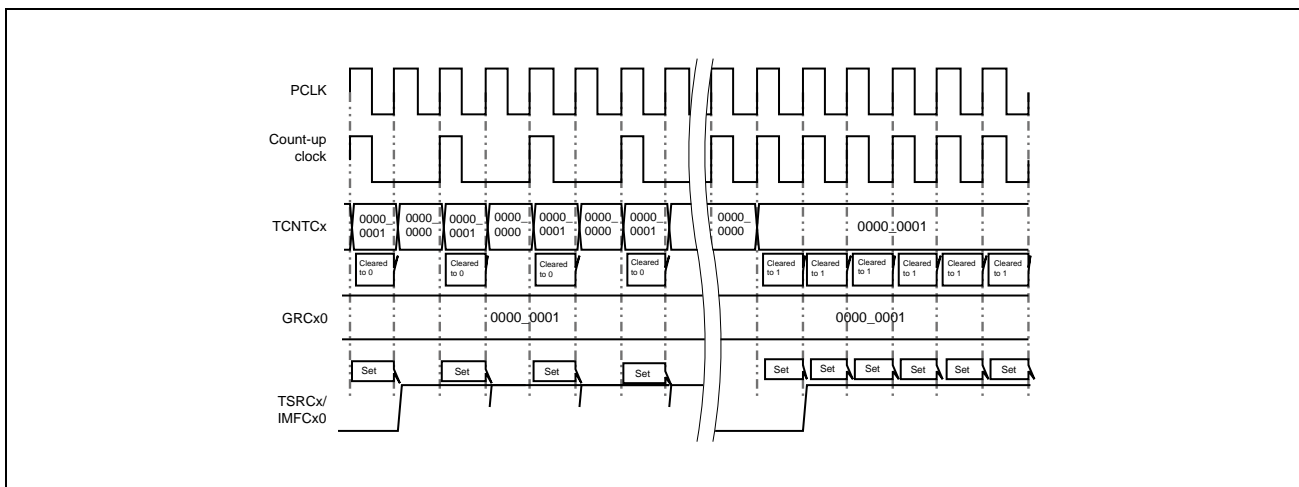 PCLK
Count-up
clock
TCNTCx
0000_ 0000_ 0000_ 0000_ 0000_ 0000_ 0000_ 0000_
0001 0000 0001 0000 0001 0000 0001 0000
0000_0001
Cleared Cleared Cleared Cleared Cleared Cleared Cleared Cleared Cleared Cleared
to 0 to 0 to 0 to 0 to 1 to 1 to 1 to 1 to 1 to 1
GRCx0
0000_0001 0000_0001
Set Set Set Set Set Set Set Set Set Set
TSRCx/
IMFCx0